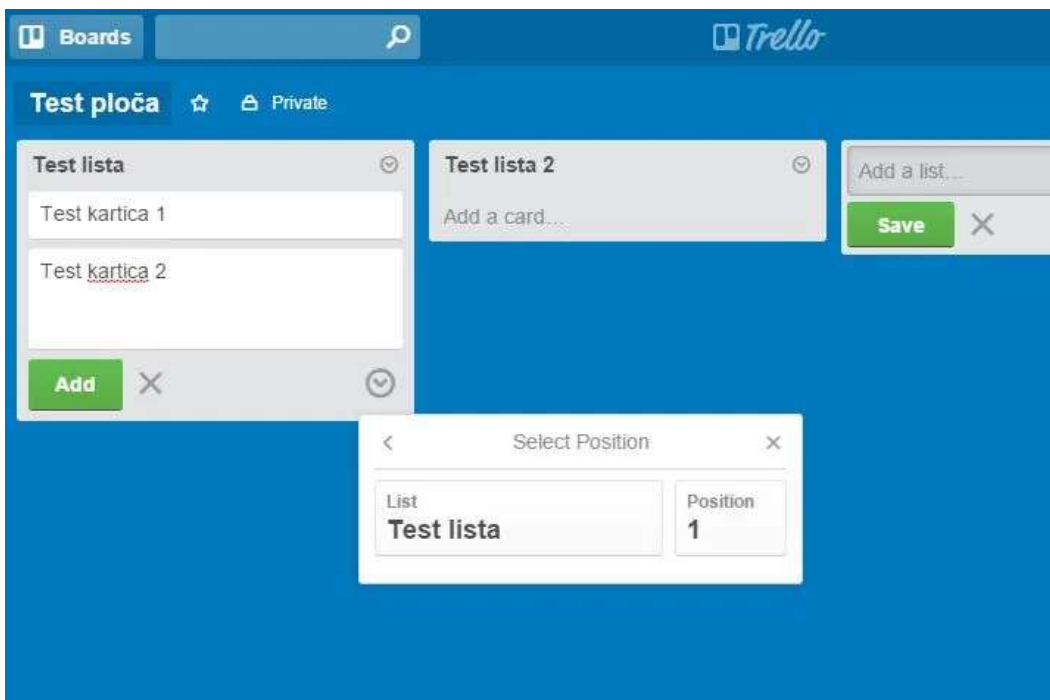 Boards
Trello
Test ploča
Private
Test lista
Test kartica 1
Test kartica 2
Add
Test lista 2
Add a card...
Add a list...
Save
Select Position
List
Test lista
Position
1